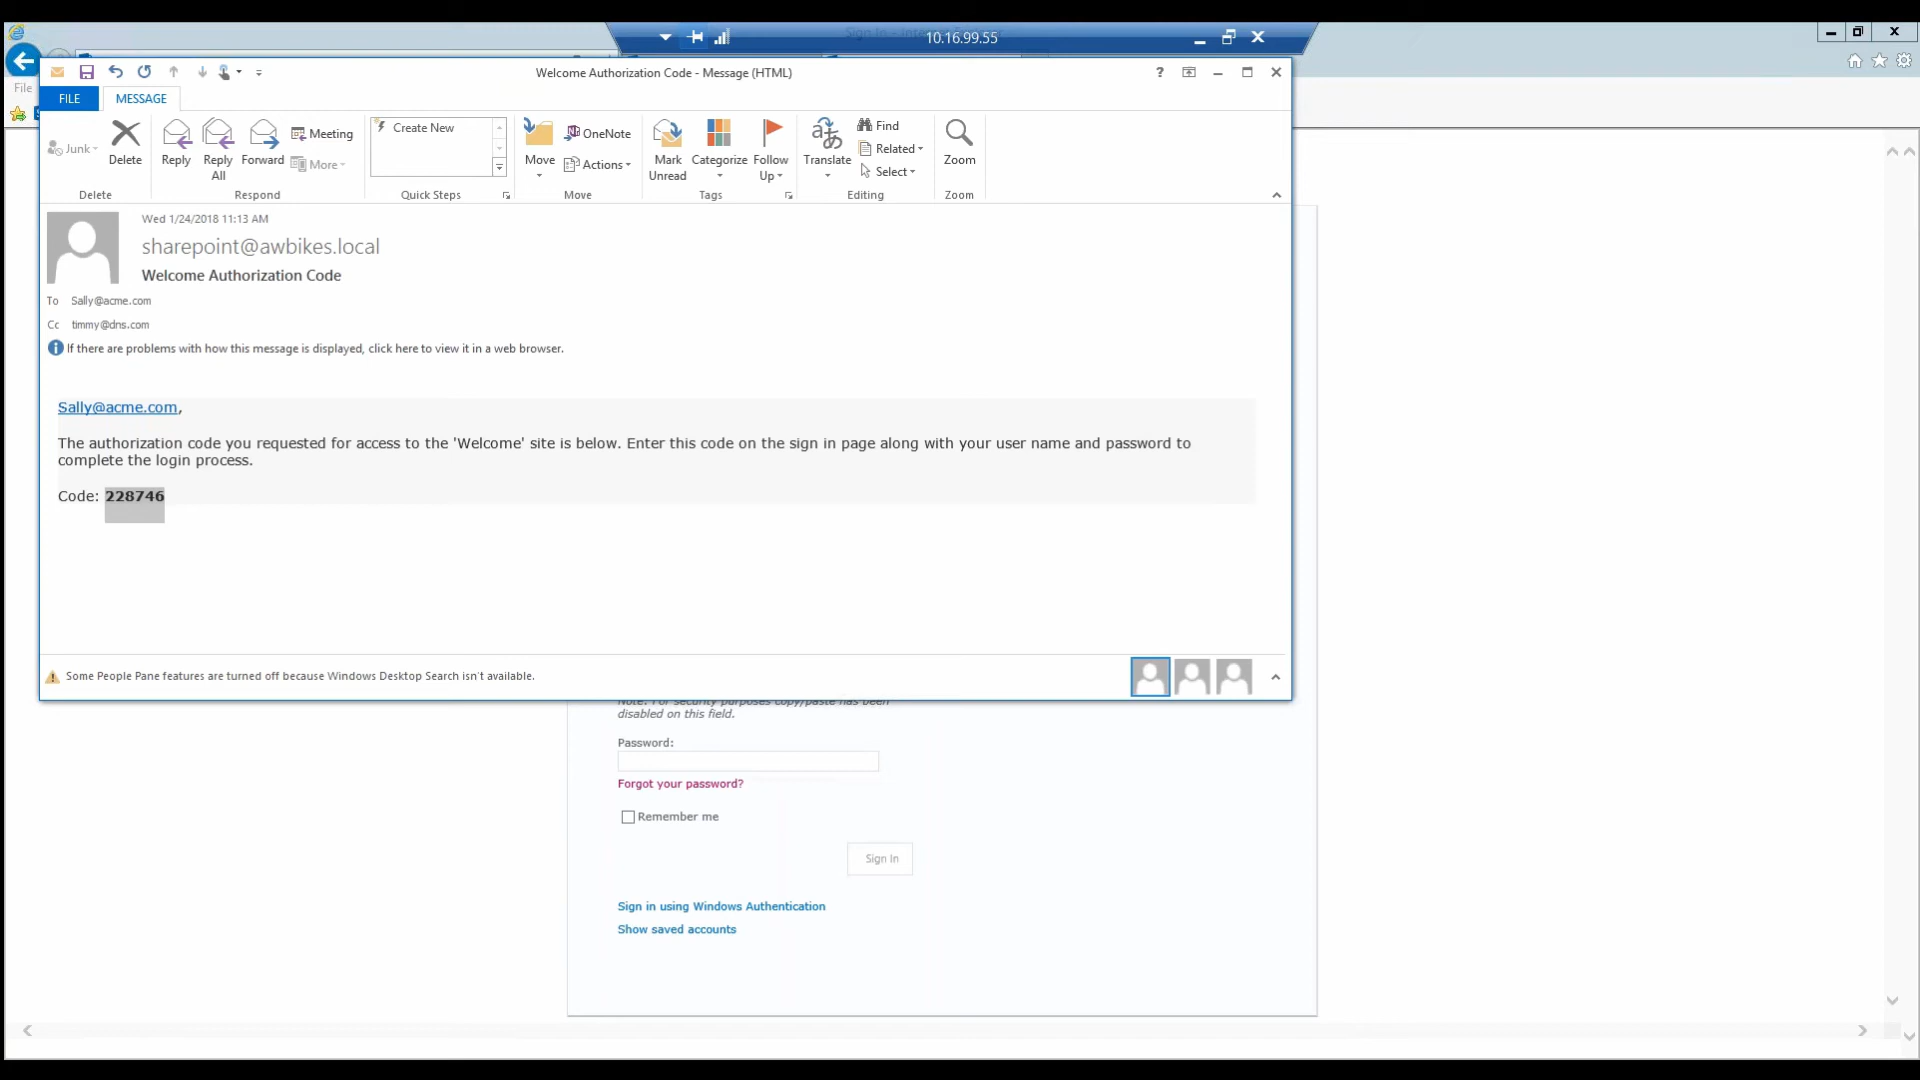 10.16.99.55
Welcome Authorization Code - Message (HTML)
?
File
FILE
MESSAGE
Junk
Delete
Reply
Reply All
Forward
Meeting
More
Create New
Move
OneNote
Actions
Mark Unread
Categorize
Follow Up
Translate
Find
Related
Select
Zoom
Delete
Respond
Quick Steps
Move
Tags
Editing
Zoom
Wed 1/24/2018 11:13 AM
sharepoint@awbikes.local
Welcome Authorization Code
To Sally@acme.com
Cc timmy@dns.com
If there are problems with how this message is displayed, click here to view it in a web browser.
Sally@acme.com,
The authorization code you requested for access to the 'Welcome' site is below. Enter this code on the sign in page along with your user name and password to
complete the login process.
Code: 228746
Some People Pane features are turned off because Windows Desktop Search isn't available.
Note: For security purposes copy/paste has been
disabled on this field.
Password:
Forgot your password?
Remember me
Sign In
Sign in using Windows Authentication
Show saved accounts